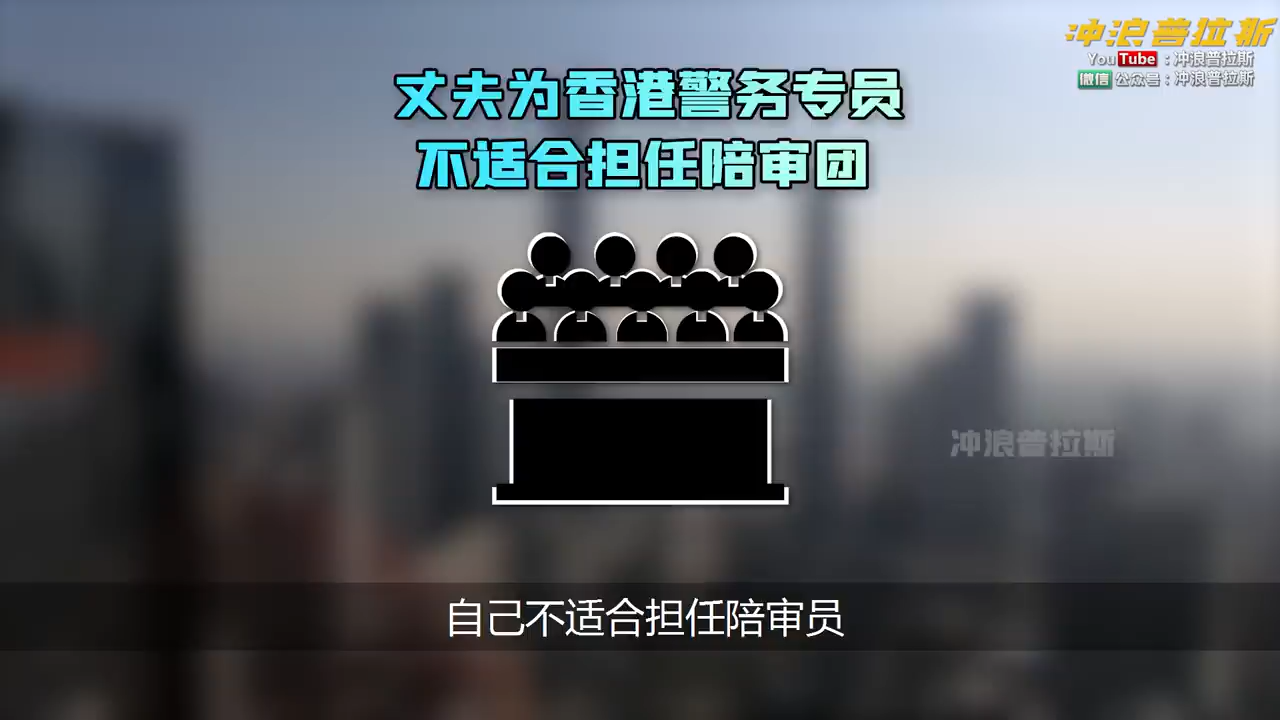 冲浪普拉斯
YouTube：冲浪普拉斯
微信公众号：冲浪普拉斯
丈夫为香港警务专员
不适合担任陪审团
冲浪普拉斯
自己不适合担任陪审员